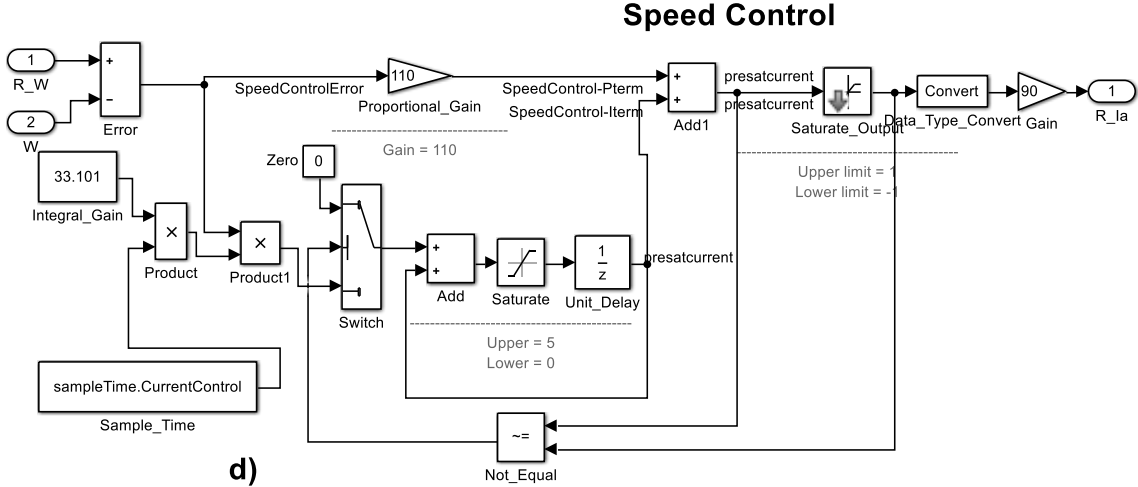 Speed Control
1
R_W
2
W
+
−
Error
SpeedControlError
110
Proportional_Gain
Gain = 110
SpeedControl-Pterm
SpeedControl-Iterm
+
+
Add1
presatcurrent
presatcurrent
Saturate_Output
Upper limit = 1
Lower limit = -1
Convert
Data_Type_Convert
90
Gain
1
R_Ia
33.101
Integral_Gain
×
Product
×
Product1
Zero
0
Switch
+
+
Add
Saturate
Upper = 5
Lower = 0
1
z
Unit_Delay
presatcurrent
sampleTime.CurrentControl
Sample_Time
~=
Not_Equal
d)